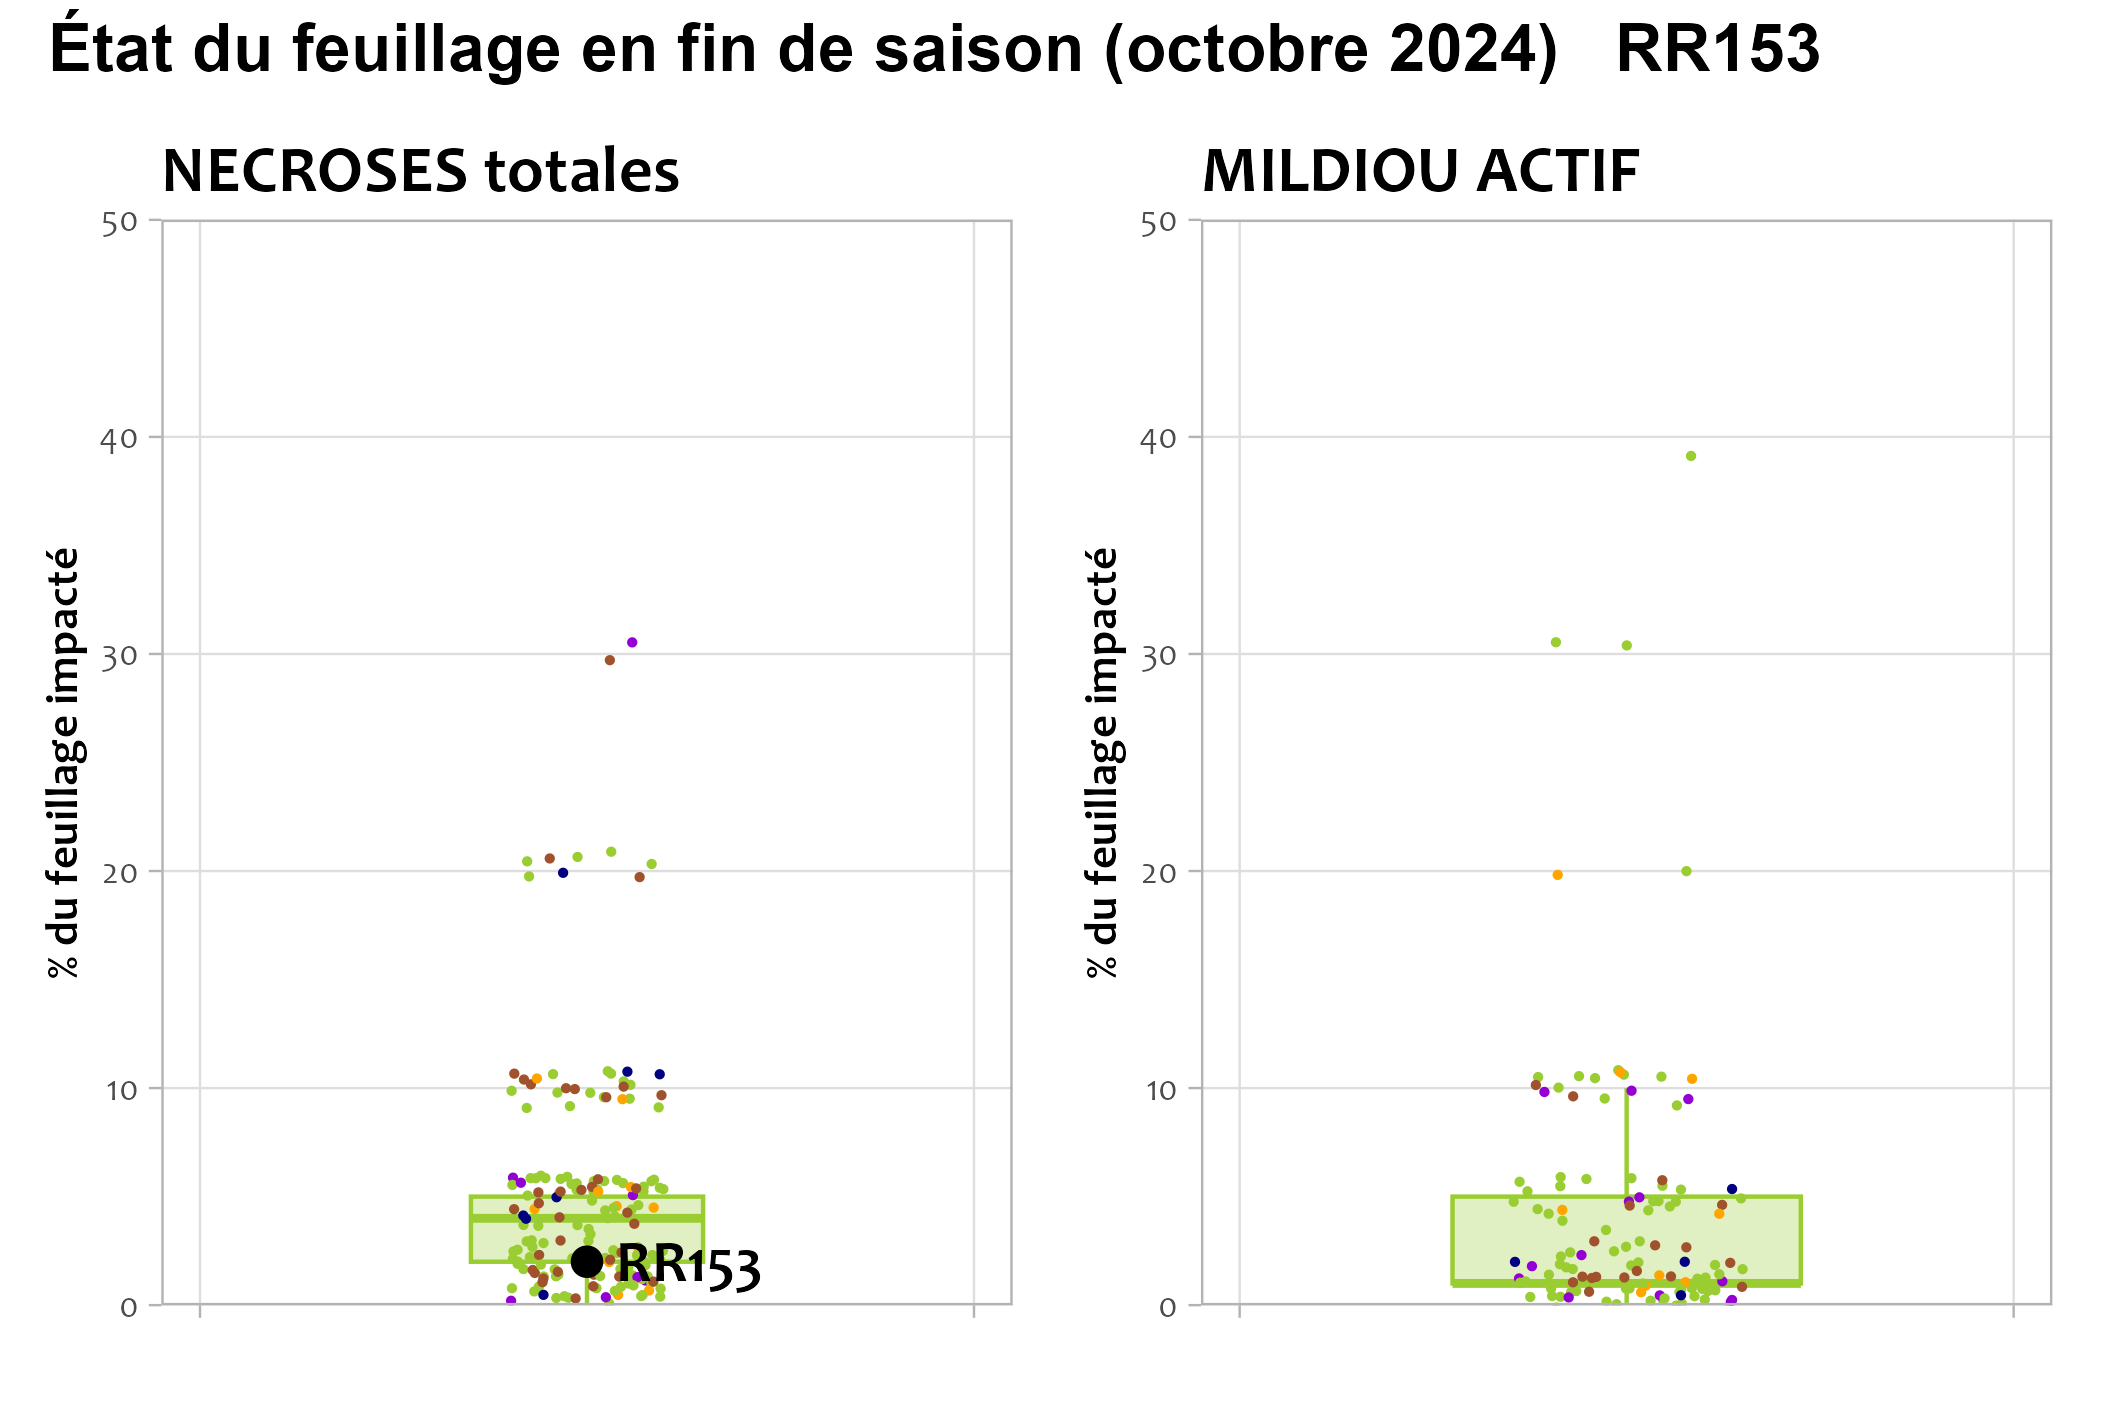 État du feuillage en fin de saison (octobre 2024) RR153
NECROSES totales
% du feuillage impacté
50
40
30
20
10
0
RR153
MILDIOU ACTIF
% du feuillage impacté
50
40
30
20
10
0